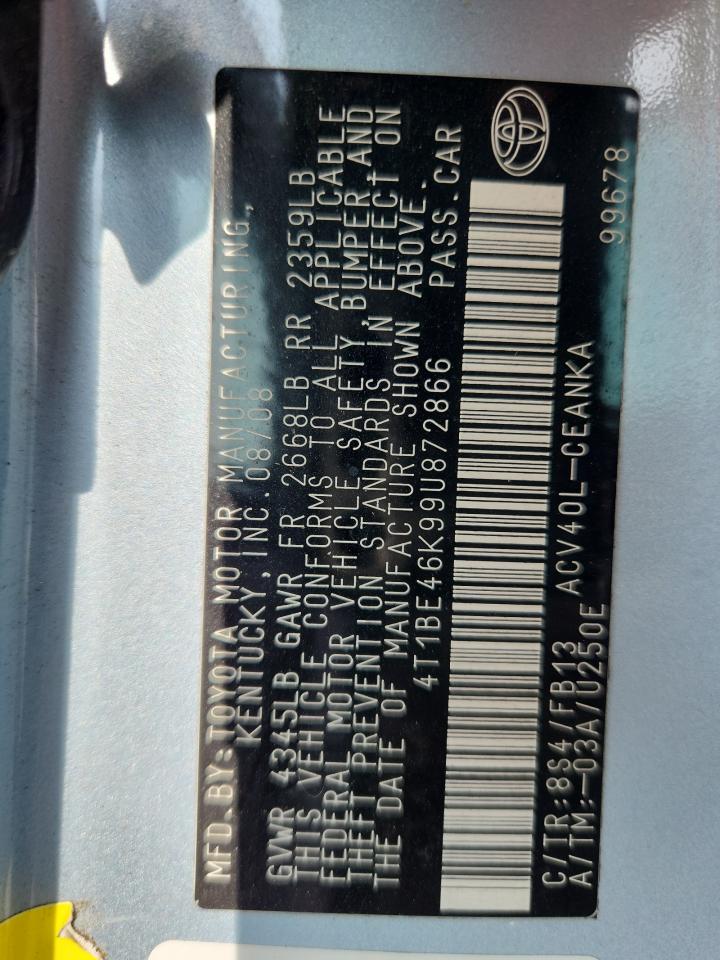 MFD.BY:TOYOTA MOTOR MANUFACTURING,
KENTUCKY, INC. 08/08
GVWR 4345LB GAWR FR 2668LB RR 2359LB
THIS VEHICLE CONFORMS TO ALL APPLICABLE
FEDERAL MOTOR VEHICLE SAFETY, BUMPER AND
THEFT PREVENTION STANDARDS IN EFFECT ON
THE DATE OF MANUFACTURE SHOWN ABOVE.
4T1BE46K99U872866 PASS.CAR
C/TR:8S4/FB13 ACV40L-CEANKA 99678
A/TM:-03A/U250E